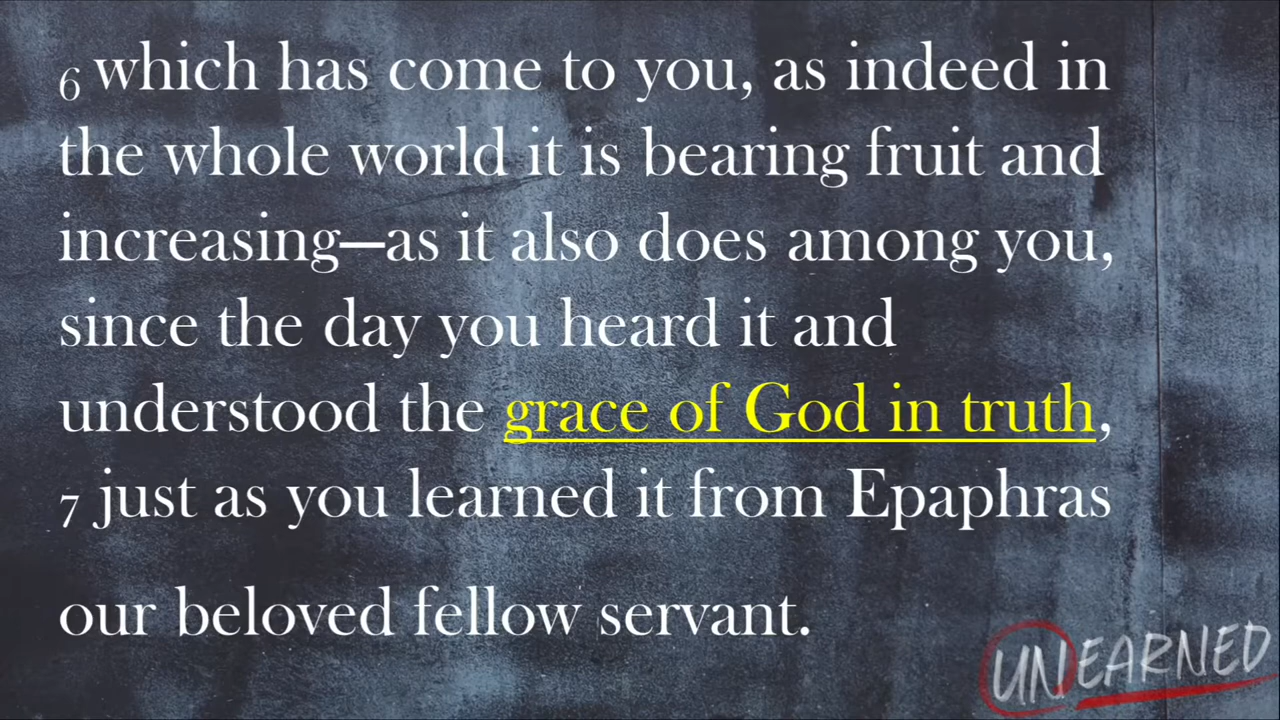 6 which has come to you, as indeed in
the whole world it is bearing fruit and
increasing—as it also does among you,
since the day you heard it and
understood the grace of God in truth,
7 just as you learned it from Epaphras
our beloved fellow servant.
UNEARNED